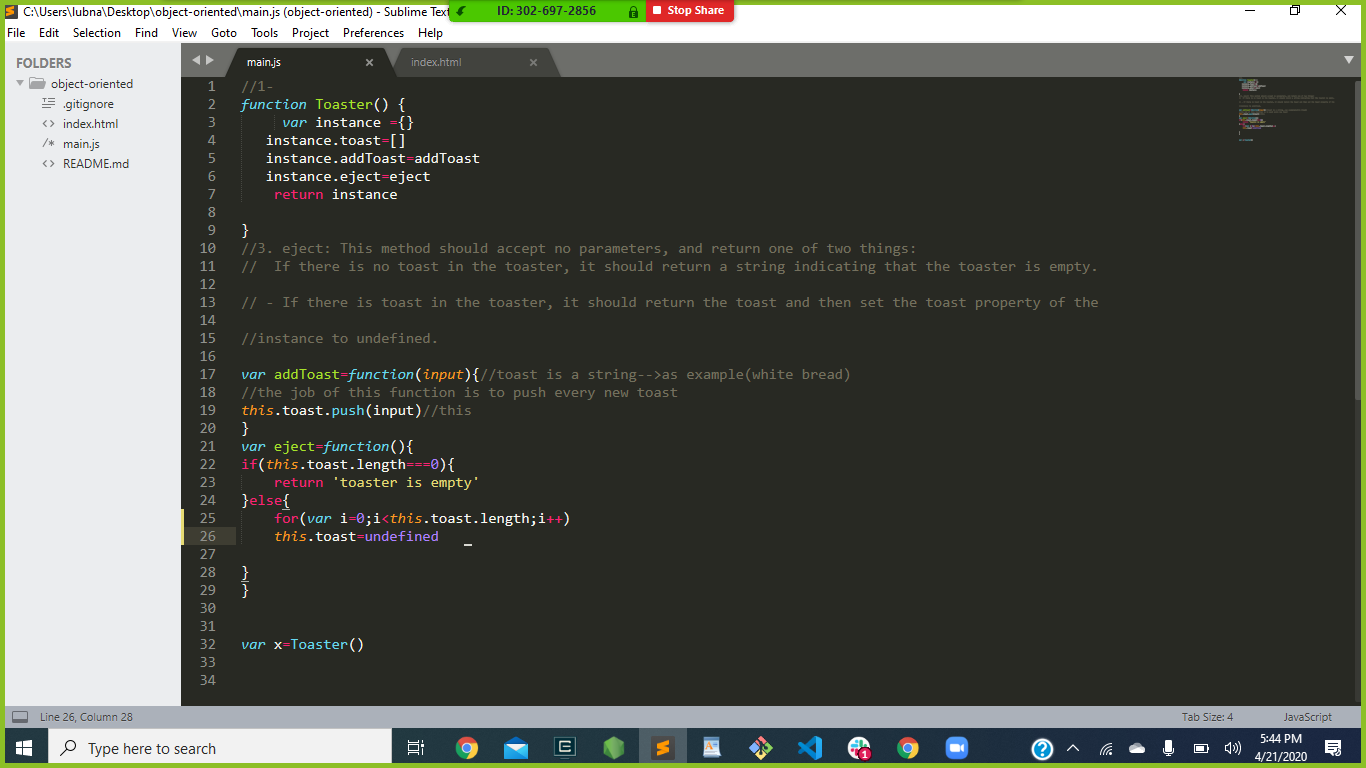 C:\Users\lubna\Desktop\object-oriented\main.js (object-oriented) - Sublime Tex
ID: 302-697-2856
Stop Share
File Edit Selection Find View Goto Tools Project Preferences Help
FOLDERS
object-oriented
.gitignore
index.html
main.js
README.md
main.js
index.html
1 //1-
2 function Toaster() {
3 var instance ={}
4 instance.toast=[]
5 instance.addToast=addToast
6 instance.eject=eject
7 return instance
8
9 }
10 //3. eject: This method should accept no parameters, and return one of two things:
11 //  If there is no toast in the toaster, it should return a string indicating that the toaster is empty.
12
13 // - If there is toast in the toaster, it should return the toast and then set the toast property of the
14
15 //instance to undefined.
16
17 var addToast=function(input){//toast is a string-->as example(white bread)
18 //the job of this function is to push every new toast
19 this.toast.push(input)//this
20 }
21 var eject=function(){
22 if(this.toast.length===0){
23 return 'toaster is empty'
24 }else{
25 for(var i=0;i<this.toast.length;i++)
26 this.toast=undefined
27
28 }
29 }
30
31
32 var x=Toaster()
33
34
Line 26, Column 28
Tab Size: 4
JavaScript
Type here to search
1
5:44 PM
4/21/2020